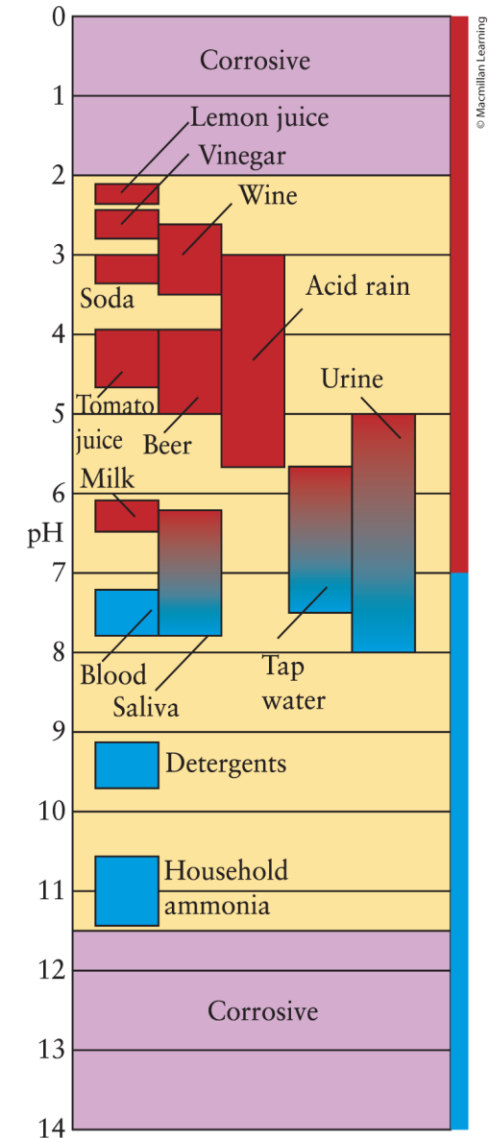 0
© Macmillan Learning
Corrosive
1
Lemon juice
Vinegar
2
Wine
3
Acid rain
Soda
4
Urine
Tomato
juice
5
Beer
Milk
6
pH
7
8
Blood
Saliva
Tap
water
9
Detergents
10
Household
ammonia
11
12
Corrosive
13
14